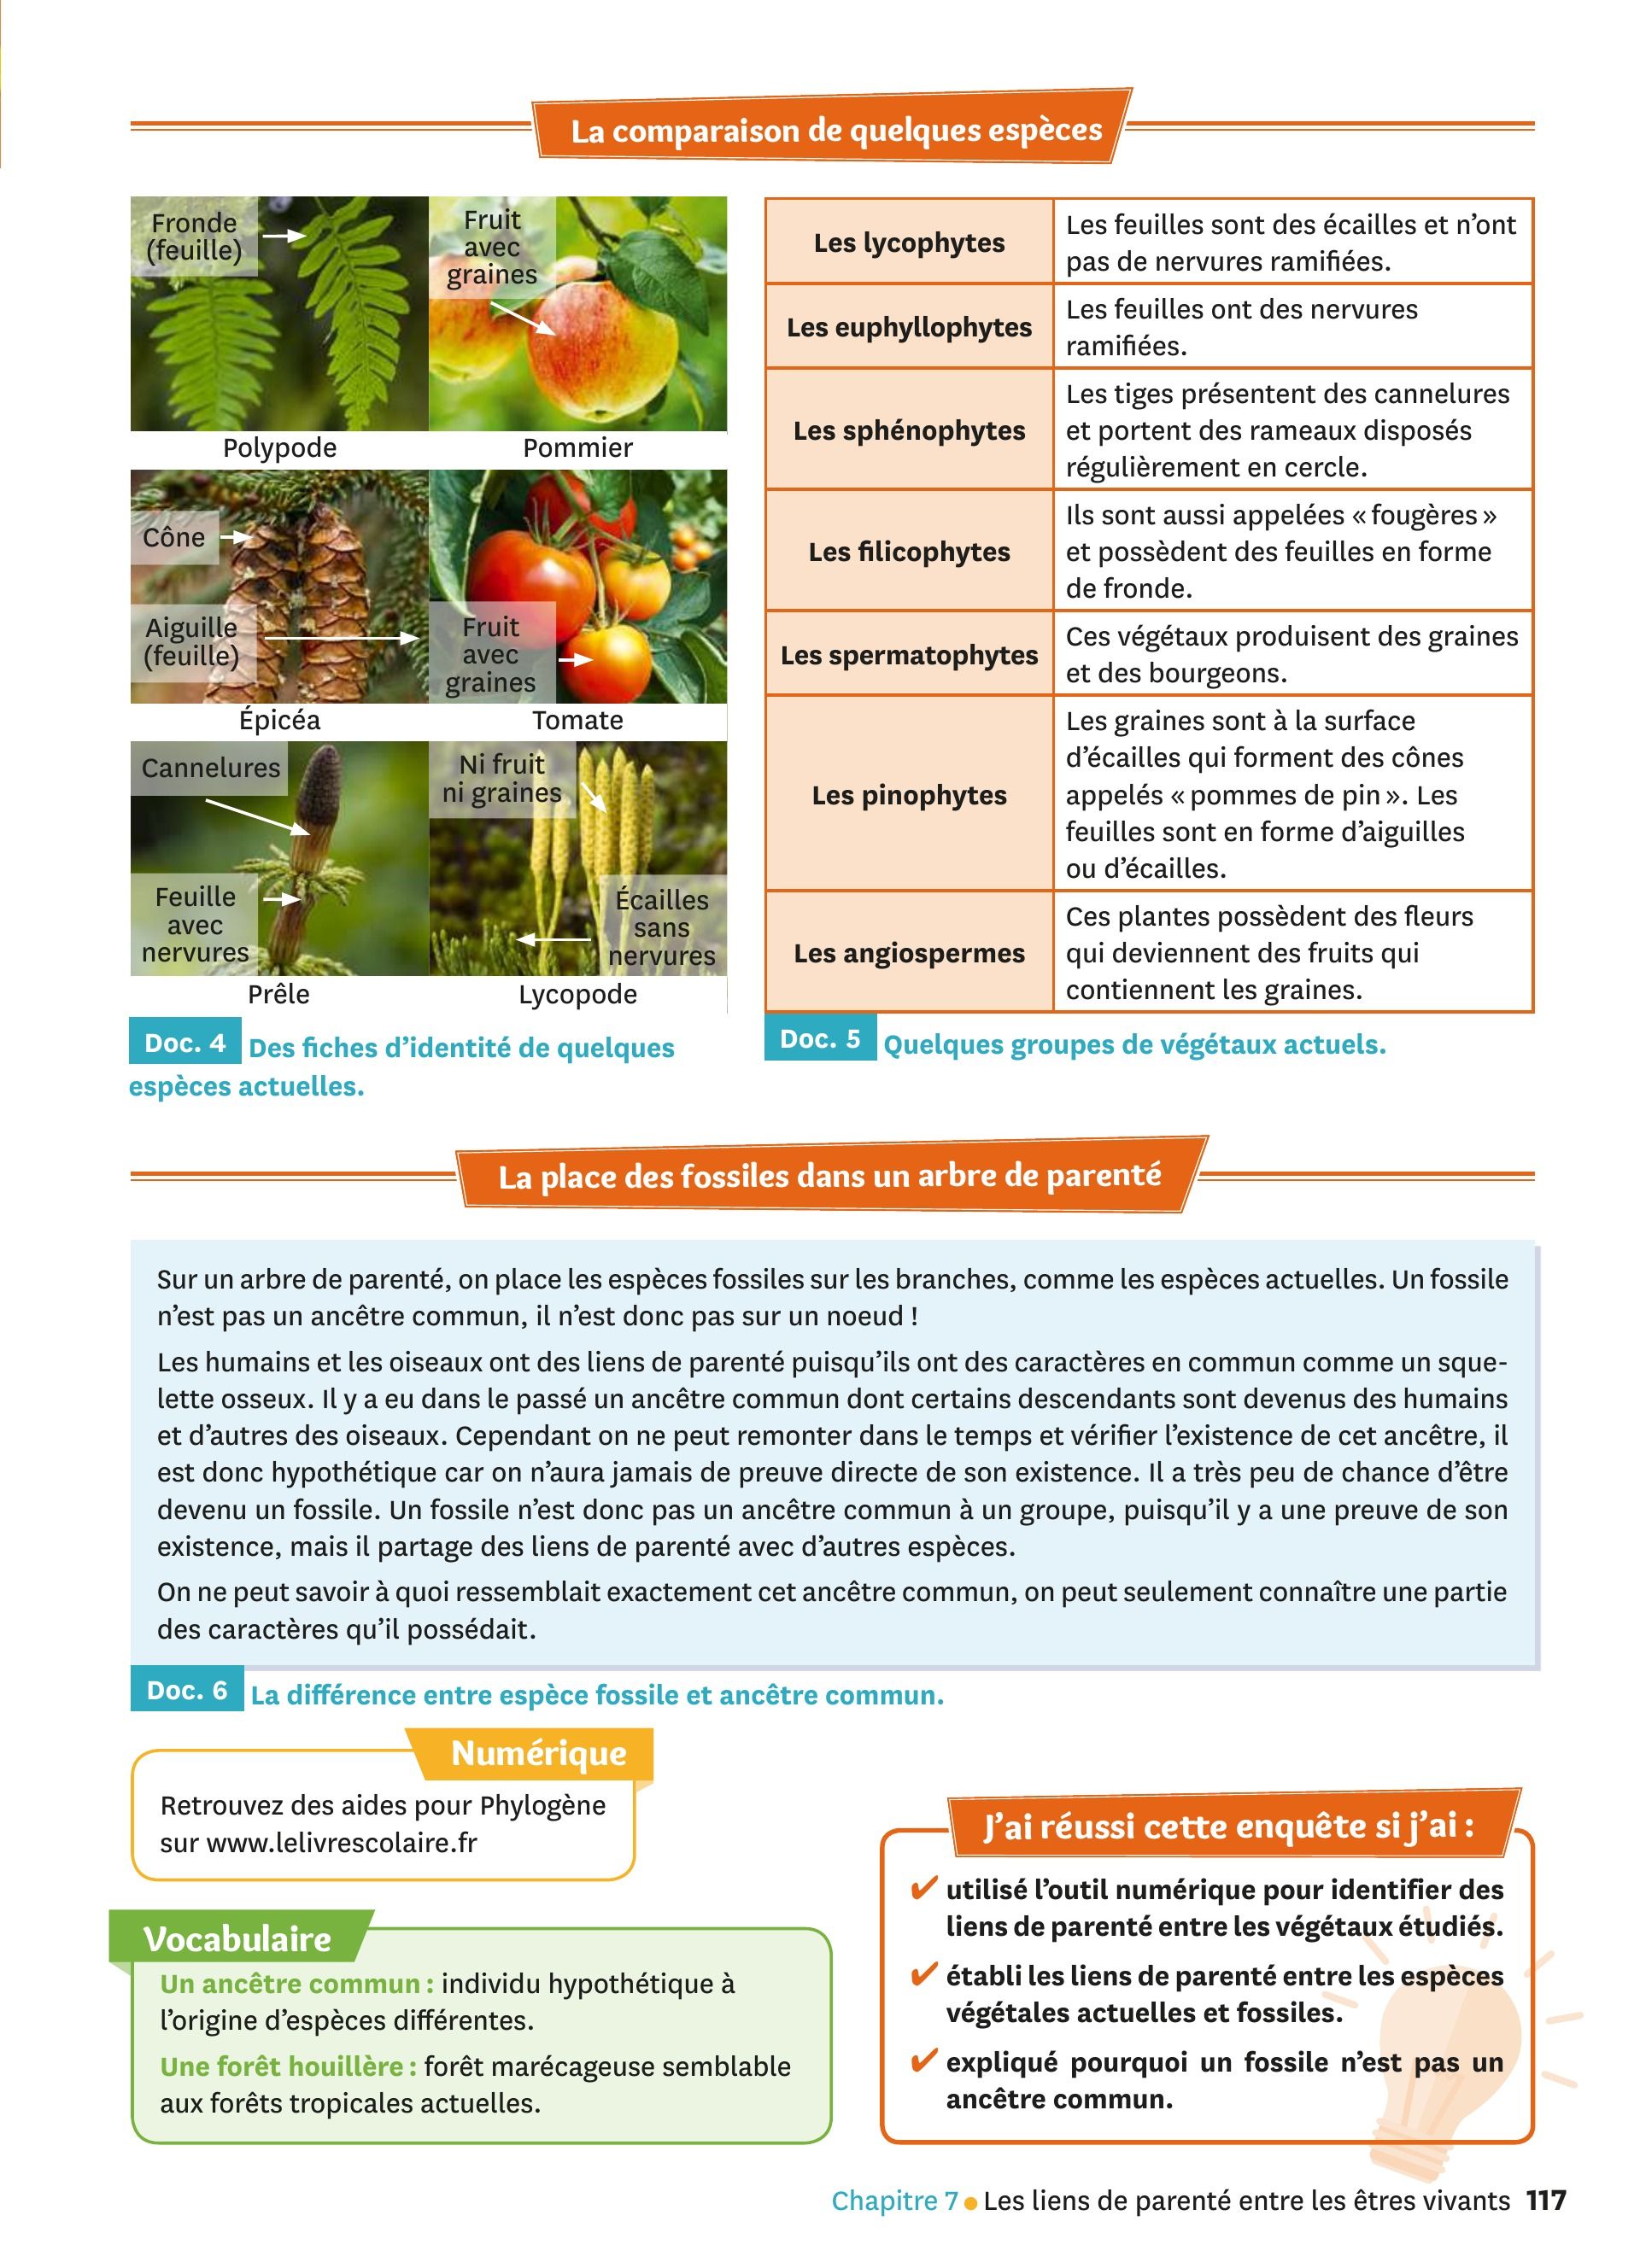 La comparaison de quelques espèces
Fronde
(feuille)
Fruit
avec
graines
Polypode
Pommier
Cône
Aiguille
(feuille)
Fruit
avec
graines
Épicéa
Tomate
Cannelures
Feuille
avec
nervures
Ni fruit
ni graines
Écailles
sans
nervures
Prêle
Lycopode
Doc. 4 Des fiches d'identité de quelques
espèces actuelles.
Les lycophytes
Les feuilles sont des écailles et n'ont
pas de nervures ramifiées.
Les euphyllophytes
Les feuilles ont des nervures
ramifiées.
Les sphénophytes
Les tiges présentent des cannelures
et portent des rameaux disposés
régulièrement en cercle.
Les filicophytes
Ils sont aussi appelées « fougères »
et possèdent des feuilles en forme
de fronde.
Les spermatophytes
Ces végétaux produisent des graines
et des bourgeons.
Les pinophytes
Les graines sont à la surface
d'écailles qui forment des cônes
appelés « pommes de pin ». Les
feuilles sont en forme d'aiguilles
ou d'écailles.
Les angiospermes
Ces plantes possèdent des fleurs
qui deviennent des fruits qui
contiennent les graines.
Doc. 5 Quelques groupes de végétaux actuels.
La place des fossiles dans un arbre de parenté
Sur un arbre de parenté, on place les espèces fossiles sur les branches, comme les espèces actuelles. Un fossile
n'est pas un ancêtre commun, il n'est donc pas sur un noeud !
Les humains et les oiseaux ont des liens de parenté puisqu'ils ont des caractères en commun comme un sque-
lette osseux. Il y a eu dans le passé un ancêtre commun dont certains descendants sont devenus des humains
et d'autres des oiseaux. Cependant on ne peut remonter dans le temps et vérifier l'existence de cet ancêtre, il
est donc hypothétique car on n'aura jamais de preuve directe de son existence. Il a très peu de chance d'être
devenu un fossile. Un fossile n'est donc pas un ancêtre commun à un groupe, puisqu'il y a une preuve de son
existence, mais il partage des liens de parenté avec d'autres espèces.
On ne peut savoir à quoi ressemblait exactement cet ancêtre commun, on peut seulement connaître une partie
des caractères qu'il possédait.
Doc. 6 La différence entre espèce fossile et ancêtre commun.
Numérique
Retrouvez des aides pour Phylogène
sur www.lelivrescolaire.fr
Vocabulaire
Un ancêtre commun : individu hypothétique à
l'origine d'espèces différentes.
Une forêt houillère : forêt marécageuse semblable
aux forêts tropicales actuelles.
J'ai réussi cette enquête si j'ai :
✔ utilisé l'outil numérique pour identifier des
liens de parenté entre les végétaux étudiés.
✔ établi les liens de parenté entre les espèces
végétales actuelles et fossiles.
✔ expliqué pourquoi un fossile n'est pas un
ancêtre commun.
Chapitre 7 • Les liens de parenté entre les êtres vivants 117